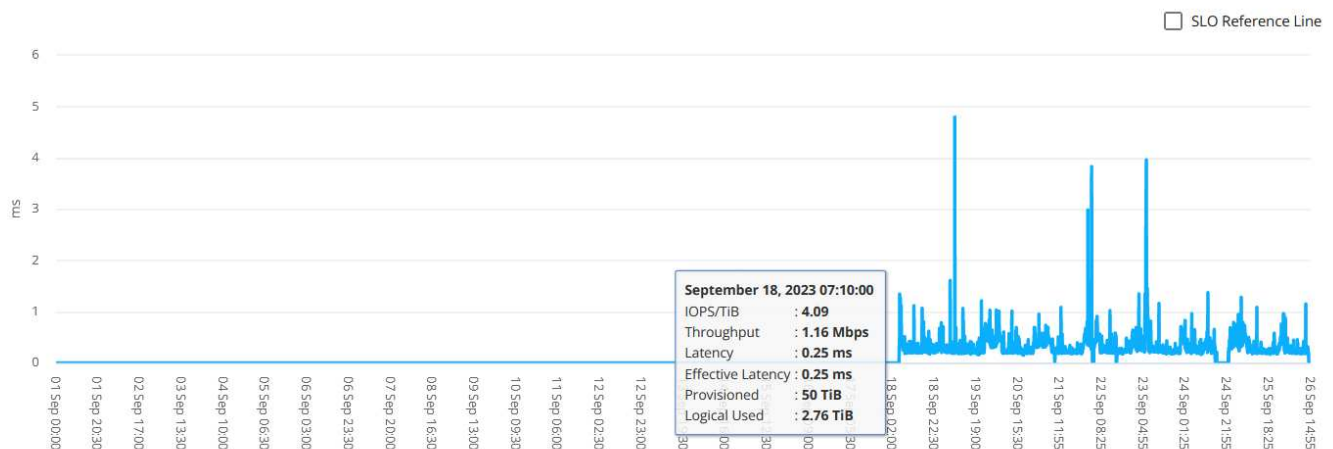 SLO Reference Line
6
5
4
3
2
1
0
ms
September 18, 2023 07:10:00
IOPS/TiB : 4.09
Throughput : 1.16 Mbps
Latency : 0.25 ms
Effective Latency : 0.25 ms
Provisioned : 50 TiB
Logical Used : 2.76 TiB
01 Sep 00:00
01 Sep 20:30
02 Sep 17:00
03 Sep 13:30
04 Sep 10:00
05 Sep 06:30
06 Sep 03:00
06 Sep 23:30
07 Sep 20:00
08 Sep 16:30
09 Sep 13:00
10 Sep 09:30
11 Sep 06:00
12 Sep 02:30
12 Sep 23:00
18 Sep 02:00
18 Sep 22:30
19 Sep 19:00
20 Sep 15:30
21 Sep 11:55
22 Sep 08:25
23 Sep 04:55
24 Sep 01:25
24 Sep 21:55
25 Sep 18:25
26 Sep 14:55